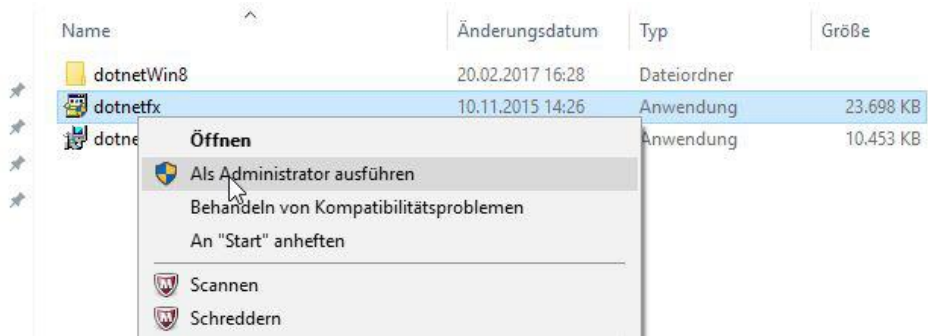 Name Änderungsdatum Typ Größe
dotnetWin8 20.02.2017 16:28 Dateiordner
dotnetfx 10.11.2015 14:26 Anwendung 23.698 KB
dotne Anwendung 10.453 KB
Öffnen
Als Administrator ausführen
Behandeln von Kompatibilitätsproblemen
An "Start" anheften
Scannen
Schreddern